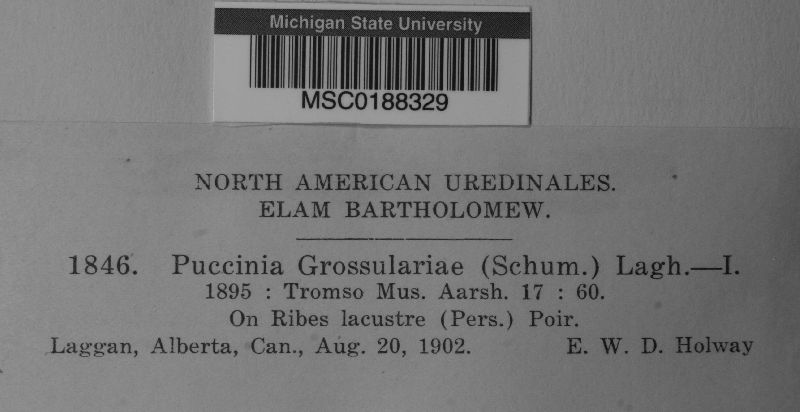 Michigan State University
MSC0188329
NORTH AMERICAN UREDINALES.
ELAM BARTHOLOMEW.
1846. Puccinia Grossulariae (Schum.) Lagh.—I.
1895 : Tromso Mus. Aarsh. 17 : 60.
On Ribes lacustre (Pers.) Poir.
Laggan, Alberta, Can., Aug. 20, 1902. E. W. D. Holway